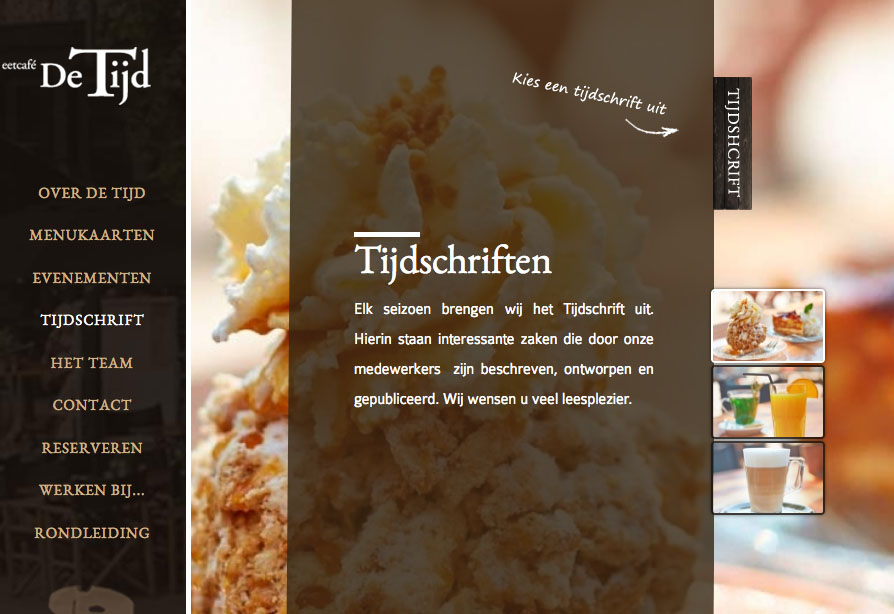 eetcafé De Tijd
OVER DE TIJD
MENUKAARTEN
EVENEMENTEN
TIJDSCHRIFT
HET TEAM
CONTACT
RESERVEREN
WERKEN BIJ...
RONDLEIDING
Kies een tijdschrift uit
TIJDSHCRIFT
Tijdschriften
Elk seizoen brengen wij het Tijdschrift uit.
Hierin staan interessante zaken die door onze
medewerkers zijn beschreven, ontworpen en
gepubliceerd. Wij wensen u veel leesplezier.